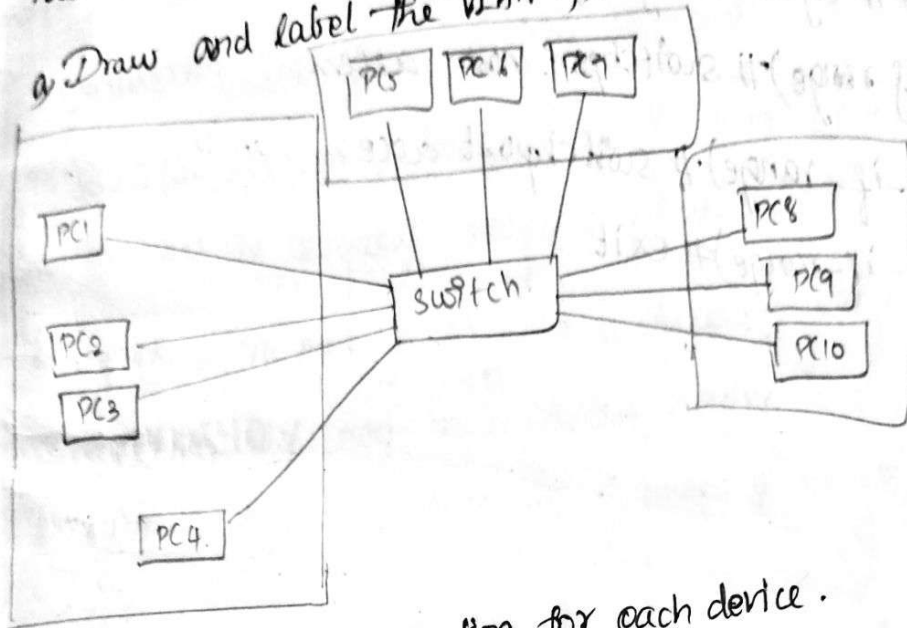 a. Draw and label the
PC5 PC6 PC7
PC1
PC8
switch
PC9
PC2
PC10
PC3
PC4
for each device.